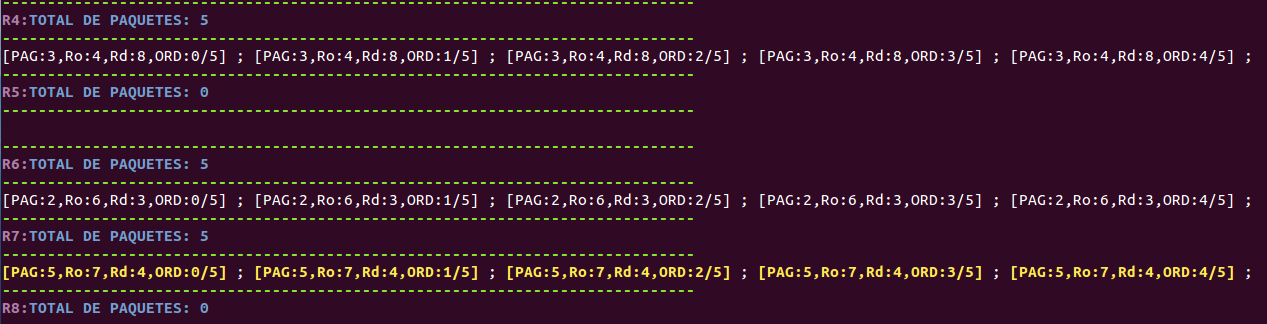 -----------------------------------------------------------------------------
R4:TOTAL DE PAQUETES: 5
-----------------------------------------------------------------------------
[PAG:3,Ro:4,Rd:8,ORD:0/5] ; [PAG:3,Ro:4,Rd:8,ORD:1/5] ; [PAG:3,Ro:4,Rd:8,ORD:2/5] ; [PAG:3,Ro:4,Rd:8,ORD:3/5] ; [PAG:3,Ro:4,Rd:8,ORD:4/5] ;
-----------------------------------------------------------------------------
R5:TOTAL DE PAQUETES: 0
-----------------------------------------------------------------------------
-----------------------------------------------------------------------------
R6:TOTAL DE PAQUETES: 5
-----------------------------------------------------------------------------
[PAG:2,Ro:6,Rd:3,ORD:0/5] ; [PAG:2,Ro:6,Rd:3,ORD:1/5] ; [PAG:2,Ro:6,Rd:3,ORD:2/5] ; [PAG:2,Ro:6,Rd:3,ORD:3/5] ; [PAG:2,Ro:6,Rd:3,ORD:4/5] ;
-----------------------------------------------------------------------------
R7:TOTAL DE PAQUETES: 5
-----------------------------------------------------------------------------
[PAG:5,Ro:7,Rd:4,ORD:0/5] ; [PAG:5,Ro:7,Rd:4,ORD:1/5] ; [PAG:5,Ro:7,Rd:4,ORD:2/5] ; [PAG:5,Ro:7,Rd:4,ORD:3/5] ; [PAG:5,Ro:7,Rd:4,ORD:4/5] ;
-----------------------------------------------------------------------------
R8:TOTAL DE PAQUETES: 0